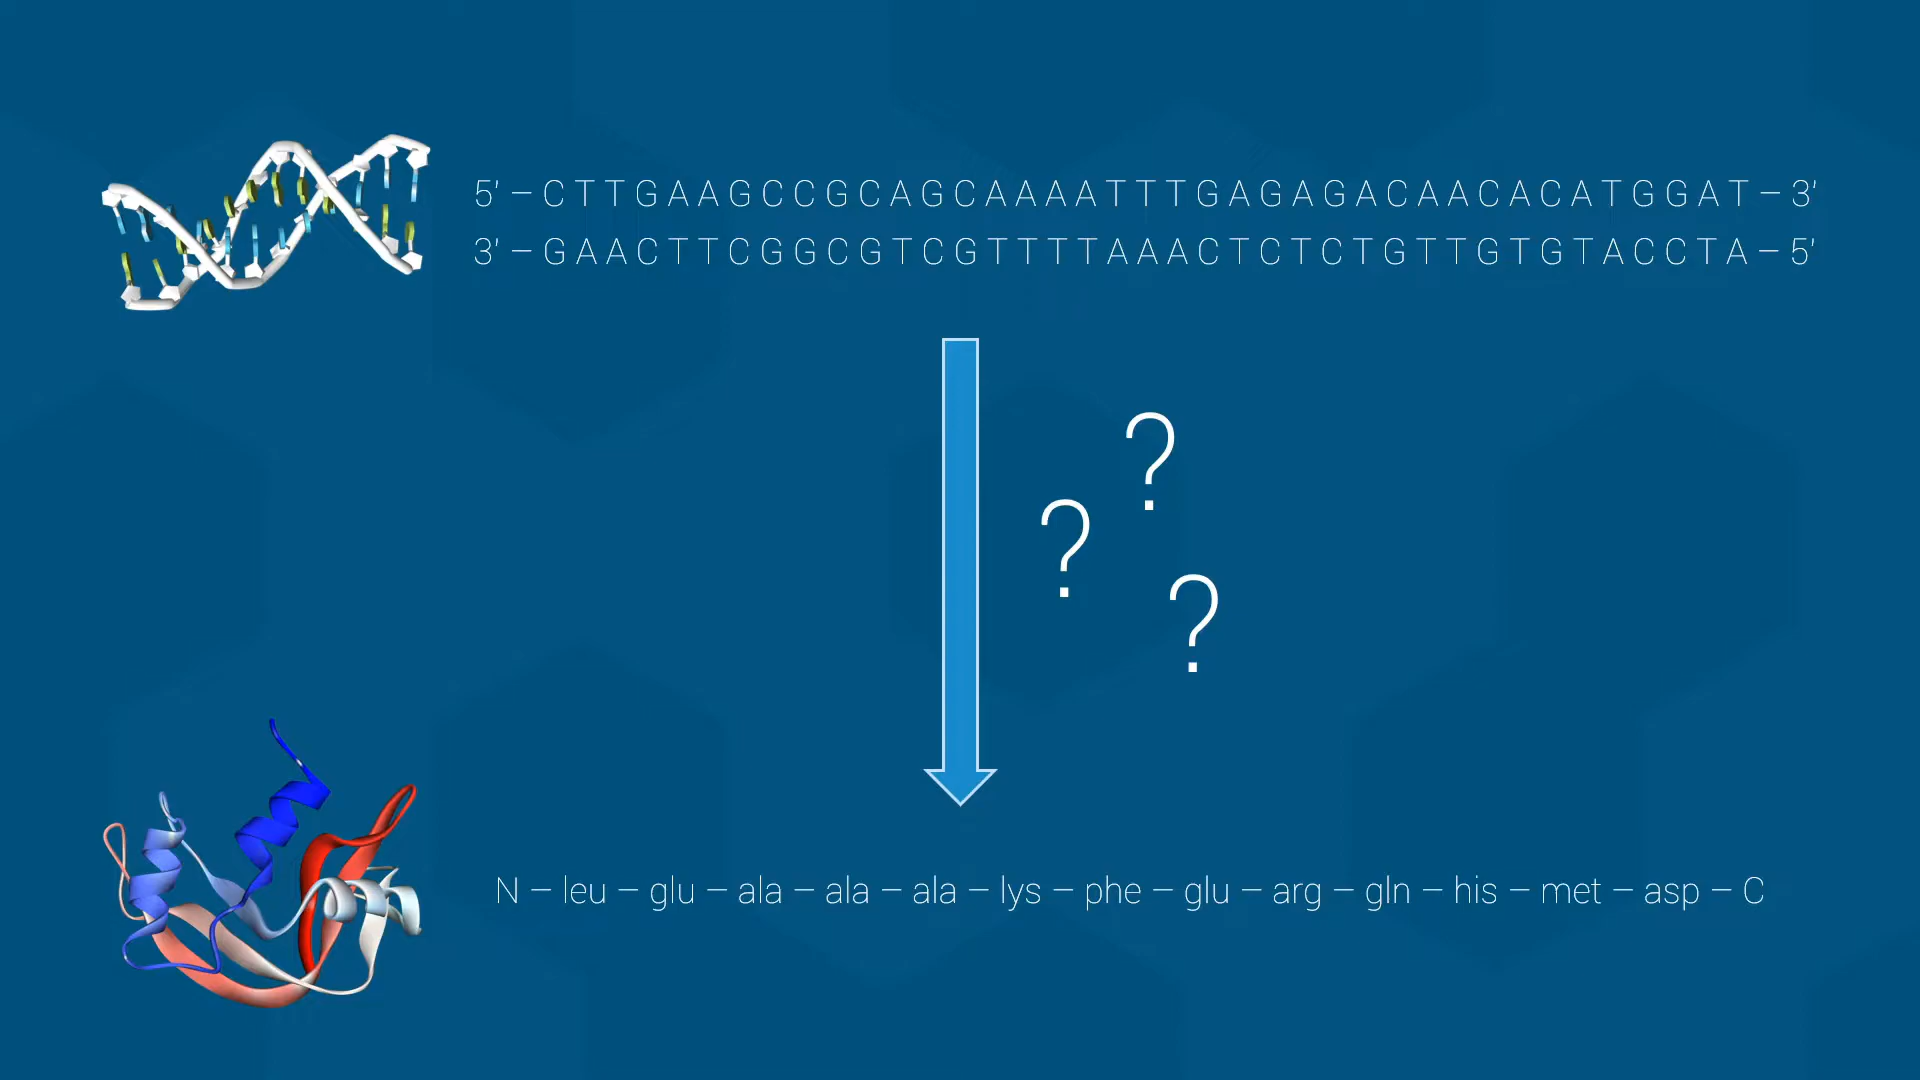 5' – C T T G A A G C C G C A G C A A A A T T T G A G A G A C A A C A C A T G G A T – 3'
3' – G A A C T T C G G C G T C G T T T T A A A C T C T C T G T T G T G T A C C T A – 5'
?
?
?
N – leu – glu – ala – ala – ala – lys – phe – glu – arg – gln – his – met – asp – C